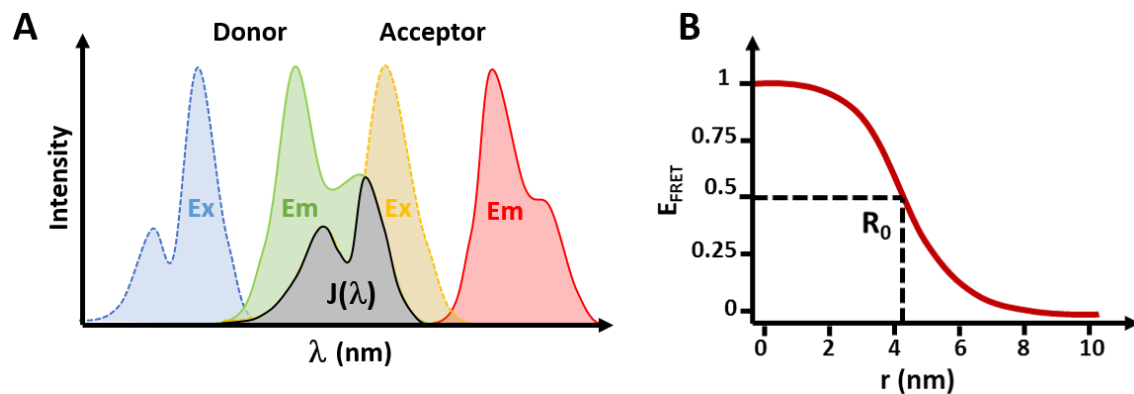 A
Donor
Acceptor
Intensity
Ex
Em
Ex
Em
J(λ)
λ (nm)
B
E_FRET
1
0.75
0.5
0.25
0
R₀
0
2
4
6
8
10
r (nm)